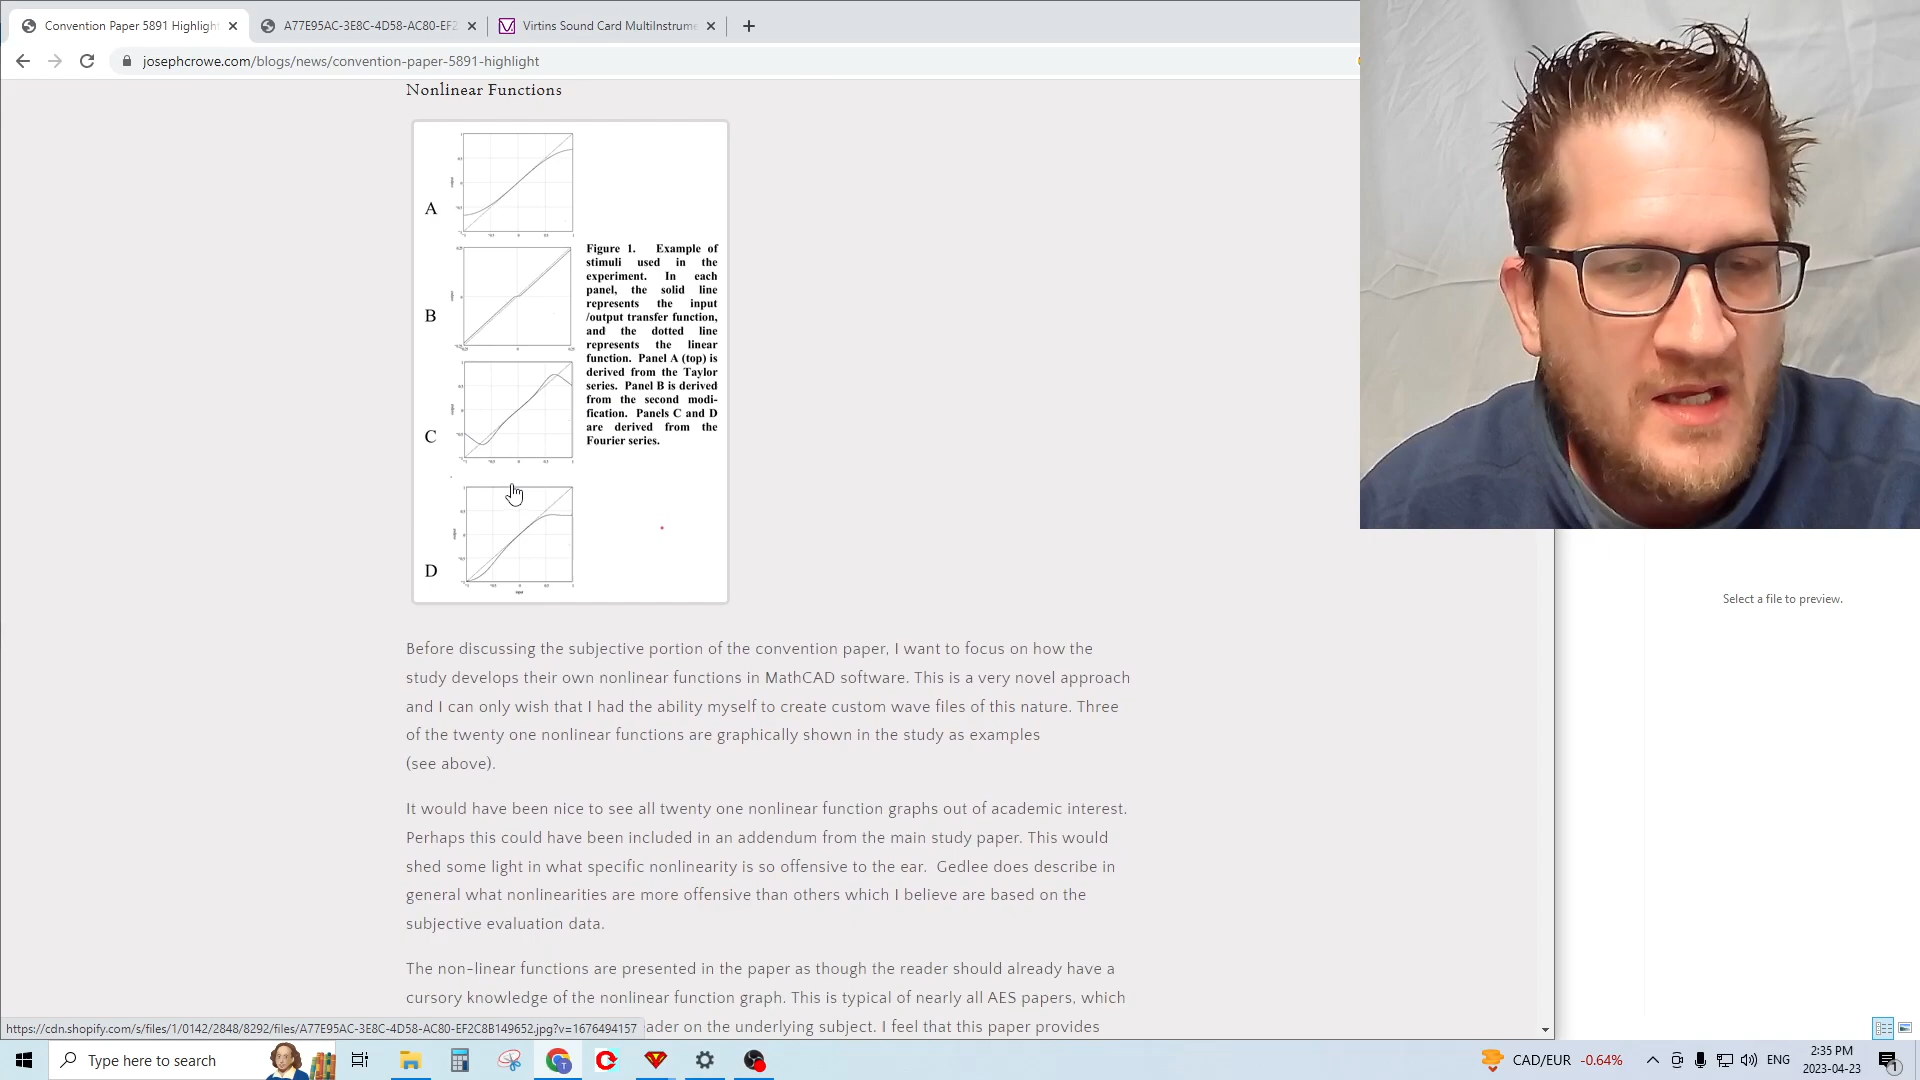 Convention Paper 5891 Highlight
A77E95AC-3E8C-4D58-AC80-EF2
Virtins Sound Card MultiInstrume
josephcrowe.com/blogs/news/convention-paper-5891-highlight
Nonlinear Functions
A
B
C
D
Figure 1. Example of
stimuli used in the
experiment. In each
panel, the solid line
represents the input
/output transfer function,
and the dotted line
represents the linear
function. Panel A (top) is
derived from the Taylor
series. Panel B is derived
from the second modi-
fication. Panels C and D
are derived from the
Fourier series.
Before discussing the subjective portion of the convention paper, I want to focus on how the
study develops their own nonlinear functions in MathCAD software. This is a very novel approach
and I can only wish that I had the ability myself to create custom wave files of this nature. Three
of the twenty one nonlinear functions are graphically shown in the study as examples
(see above).
It would have been nice to see all twenty one nonlinear function graphs out of academic interest.
Perhaps this could have been included in an addendum from the main study paper. This would
shed some light in what specific nonlinearity is so offensive to the ear. Gedlee does describe in
general what nonlinearities are more offensive than others which I believe are based on the
subjective evaluation data.
The non-linear functions are presented in the paper as though the reader should already have a
cursory knowledge of the nonlinear function graph. This is typical of nearly all AES papers, which
ader on the underlying subject. I feel that this paper provides
https://cdn.shopify.com/s/files/1/0142/2848/8292/files/A77E95AC-3E8C-4D58-AC80-EF2C8B149652.jpg?v=1676494157
Select a file to preview.
Type here to search
CAD/EUR -0.64%
ENG
2:35 PM
2023-04-23
1